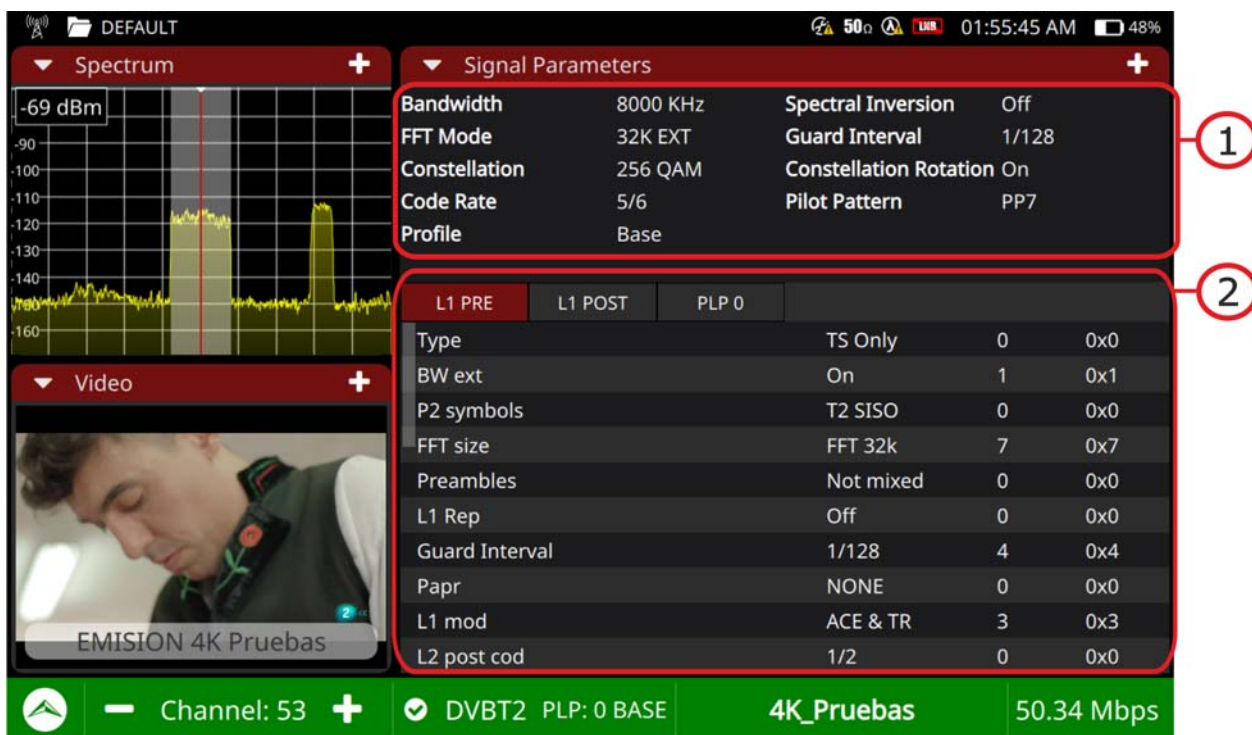 DEFAULT
50Ω LNB 01:55:45 AM 48%
Spectrum +
-69 dBm
-90
-100
-110
-120
-130
-140
-160
Video +
2
EMISION 4K Pruebas
Signal Parameters +
Bandwidth 8000 KHz Spectral Inversion Off
FFT Mode 32K EXT Guard Interval 1/128
Constellation 256 QAM Constellation Rotation On
Code Rate 5/6 Pilot Pattern PP7
Profile Base
1
L1 PRE L1 POST PLP 0
2
Type TS Only 0 0x0
BW ext On 1 0x1
P2 symbols T2 SISO 0 0x0
FFT size FFT 32k 7 0x7
Preambles Not mixed 0 0x0
L1 Rep Off 0 0x0
Guard Interval 1/128 4 0x4
Papr NONE 0 0x0
L1 mod ACE & TR 3 0x3
L2 post cod 1/2 0 0x0
− Channel: 53 + DVBT2 PLP: 0 BASE 4K_Pruebas 50.34 Mbps